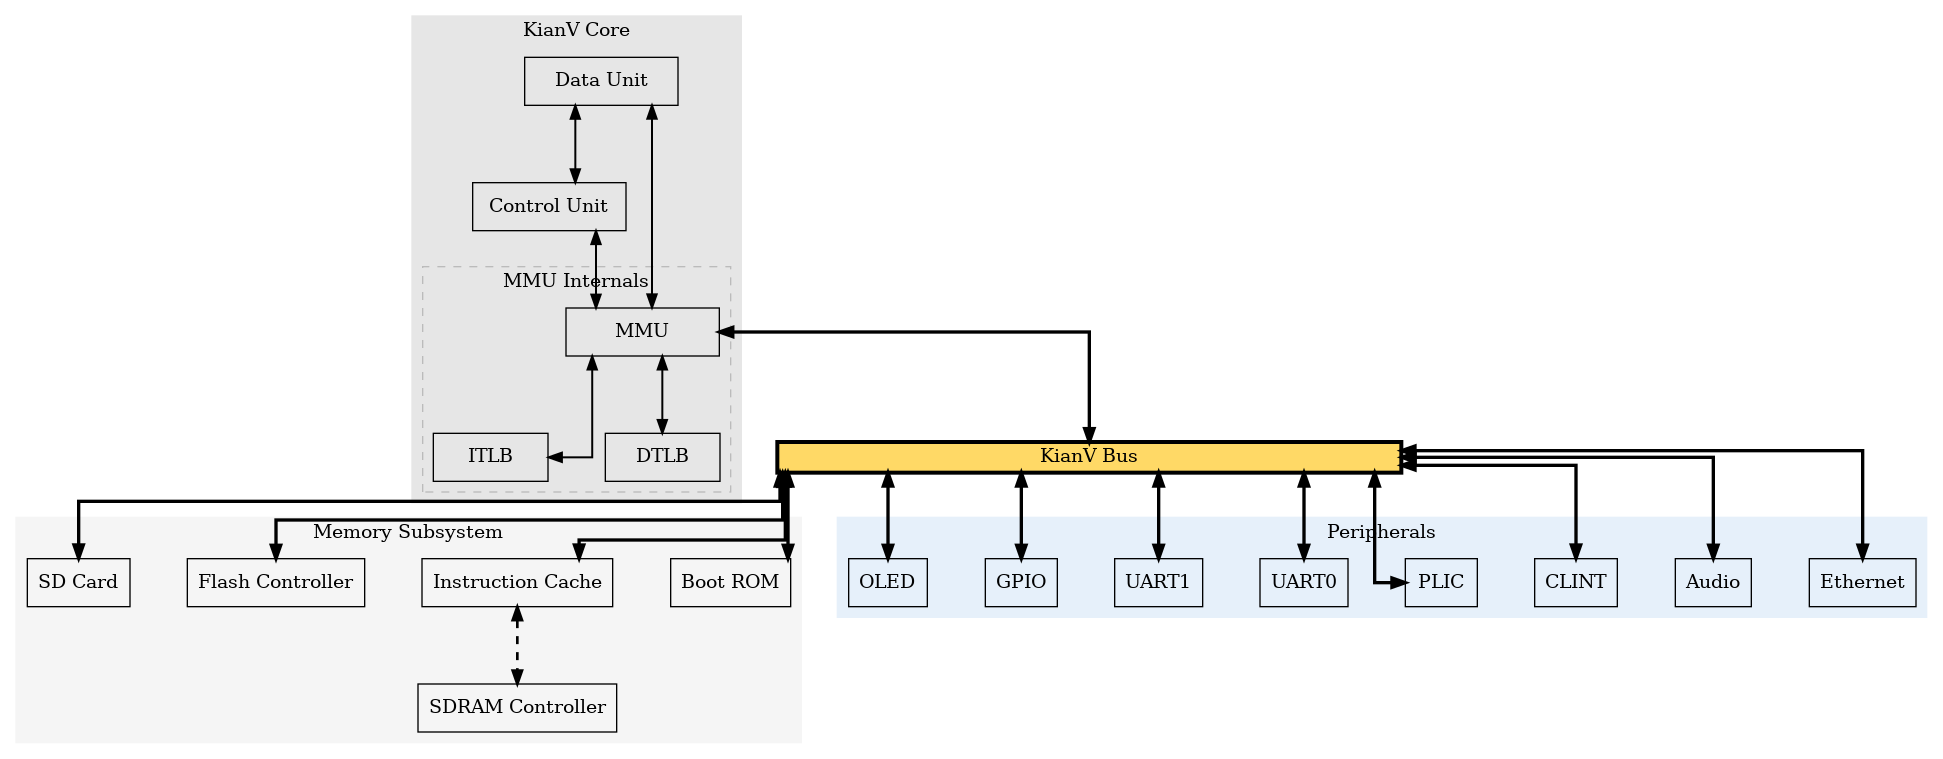 KianV Core
Data Unit
Control Unit
MMU Internals
MMU
ITLB
DTLB
KianV Bus
Memory Subsystem
SD Card
Flash Controller
Instruction Cache
Boot ROM
SDRAM Controller
Peripherals
OLED
GPIO
UART1
UART0
PLIC
CLINT
Audio
Ethernet